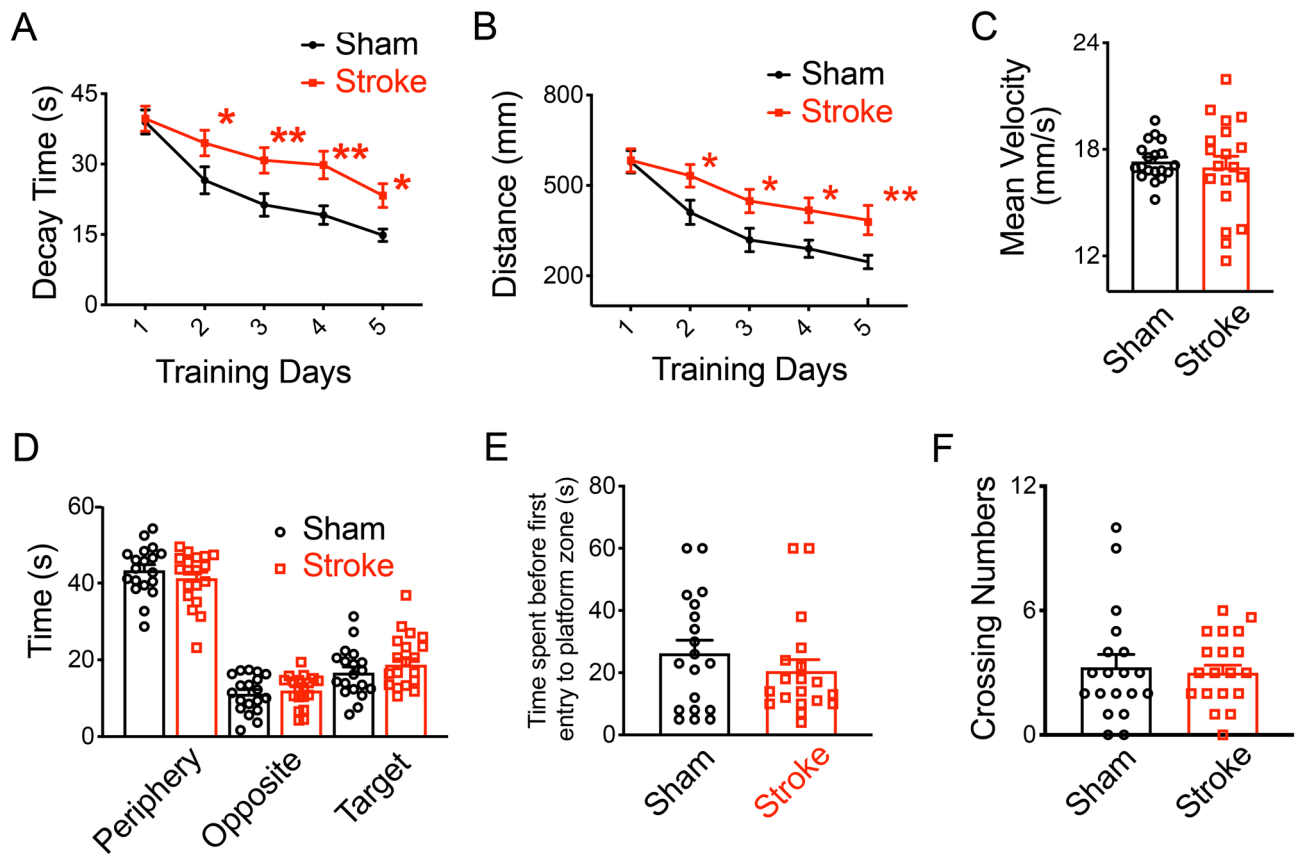 A
Sham
Stroke
Decay Time (s)
45
30
15
0
1 2 3 4 5
* ** ** *
Training Days
B
Sham
Stroke
Distance (mm)
800
500
200
1 2 3 4 5
* * * **
Training Days
C
Mean Velocity
(mm/s)
24
18
12
Sham Stroke
D
Sham
Stroke
Time (s)
60
40
20
0
Periphery Opposite Target
E
Time spent before first
entry to platform zone (s)
80
60
40
20
0
Sham Stroke
F
Crossing Numbers
12
6
0
Sham Stroke